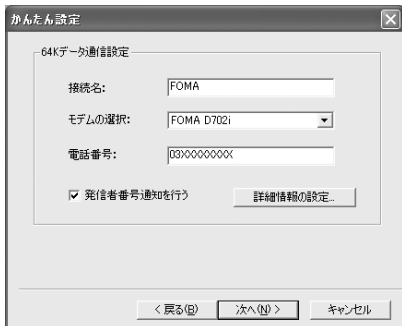 かんたん設定
64Kデータ通信設定
接続名: FOMA
モデムの選択: FOMA D702i
電話番号: 03XXXXXXXX
発信者番号通知を行う 詳細情報の設定...
< 戻る(B) 次へ(N) > キャンセル